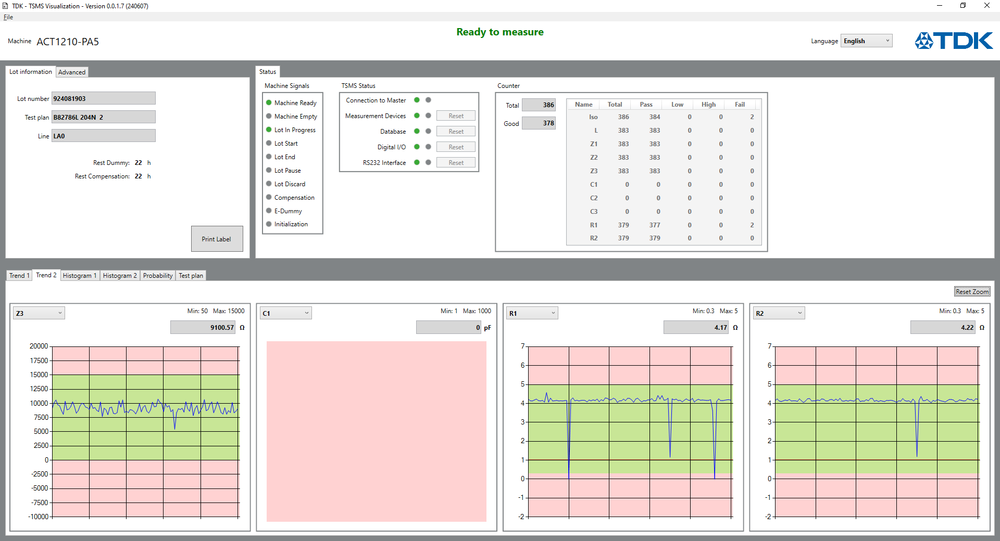 TDK - TSMS Visualization - Version 0.0.1.7 (240607)
File
Ready to measure
Machine ACT1210-PA5
Language English
TDK
Lot information Advanced
Lot number 924081903
Test plan B82786L 204N  2
Line LA0
Rest Dummy: 22 h
Rest Compensation: 22 h
Print Label
Status
Machine Signals
Machine Ready
Machine Empty
Lot In Progress
Lot Start
Lot End
Lot Pause
Lot Discard
Compensation
E-Dummy
Initialization
TSMS Status
Connection to Master
Measurement Devices Reset
Database Reset
Digital I/O Reset
RS232 Interface Reset
Counter
Total 386
Good 378
Name Total Pass Low High Fail
Iso 386 384 0 0 2
L 383 383 0 0 0
Z1 383 383 0 0 0
Z2 383 383 0 0 0
Z3 383 383 0 0 0
C1 0 0 0 0 0
C2 0 0 0 0 0
C3 0 0 0 0 0
R1 379 377 0 0 2
R2 379 379 0 0 0
Trend 1 Trend 2 Histogram 1 Histogram 2 Probability Test plan
Reset Zoom
Z3 Min: 50 Max: 15000
9100.57 Ω
20000
17500
15000
12500
10000
7500
5000
2500
0
-2500
-5000
-7500
-10000
C1 Min: 1 Max: 1000
0 pF
R1 Min: 0.3 Max: 5
4.17 Ω
7
6
5
4
3
2
1
0
-1
-2
R2 Min: 0.3 Max: 5
4.22 Ω
7
6
5
4
3
2
1
0
-1
-2